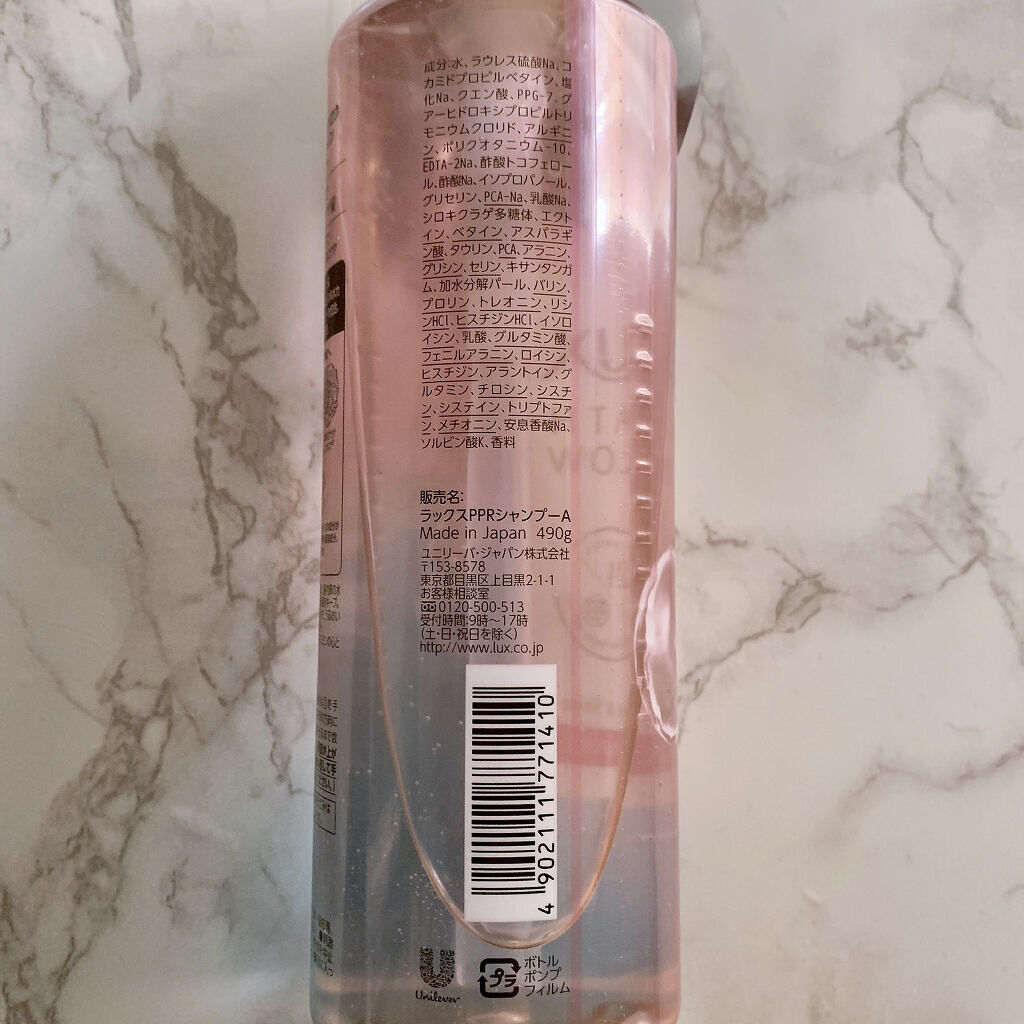 成分:水、ラウレス硫酸Na、コ
カミドプロピルベタイン、塩
化Na、クエン酸、PPG-7、グ
アーヒドロキシプロピルトリ
モニウムクロリド、アルギニ
ン、ポリクオタニウム-10、
EDTA-2Na、酢酸トコフェロー
ル、酢酸Na、イソプロパノール、
グリセリン、PCA-Na、乳酸Na、
シロキクラゲ多糖体、エクト
イン、ベタイン、アスパラギ
ン酸、タウリン、PCA、アラニン、
グリシン、セリン、キサンタンガ
ム、加水分解パール、バリン、
プロリン、トレオニン、リシ
ンHCl、ヒスチジンHCl、イソロ
イシン、乳酸、グルタミン酸、
フェニルアラニン、ロイシン、
ヒスチジン、アラントイン、グ
ルタミン、チロシン、シスチ
ン、システイン、トリプトファ
ン、メチオニン、安息香酸Na、
ソルビン酸K、香料
販売名:
ラックスPPRシャンプーA
Made in Japan 490g
ユニリーバ・ジャパン株式会社
〒153-8578
東京都目黒区上目黒2-1-1
お客様相談室
0120-500-513
受付時間:9時～17時
(土・日・祝日を除く)
http://www.lux.co.jp
4 902111 771410
Unilever
プラ
ボトル
ポンプ
フィルム